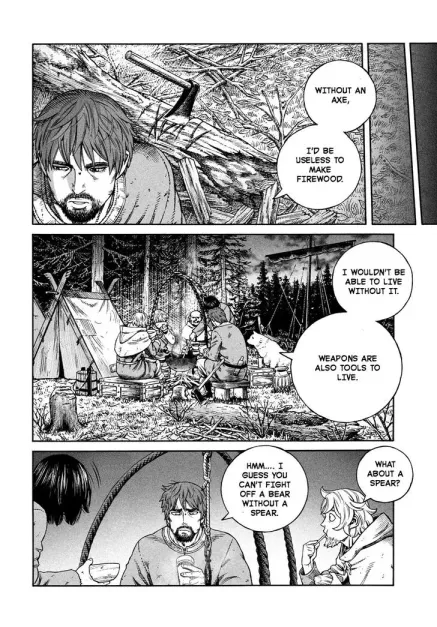 WITHOUT AN
AXE,
I'D BE
USELESS TO
MAKE
FIREWOOD.
I WOULDN'T BE
ABLE TO LIVE
WITHOUT IT.
WEAPONS ARE
ALSO TOOLS TO
LIVE.
WHAT
ABOUT A
SPEAR?
HMM.... I
GUESS YOU
CAN'T FIGHT
OFF A BEAR
WITHOUT A
SPEAR.